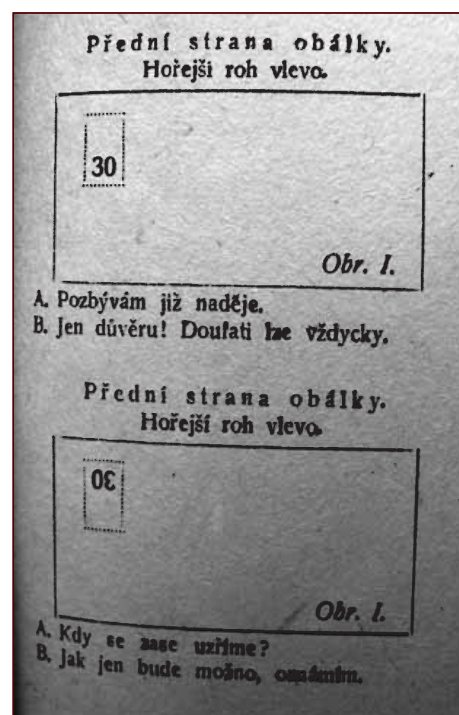 Přední strana obálky.
Hořejší roh vlevo.
30
Obr. I.
A. Pozbývám již naděje.
B. Jen důvěru! Doufati lze vždycky.
Přední strana obálky.
Hořejší roh vlevo.
30
Obr. I.
A. Kdy se zase uzříme?
B. Jak jen bude možno, oznámím.